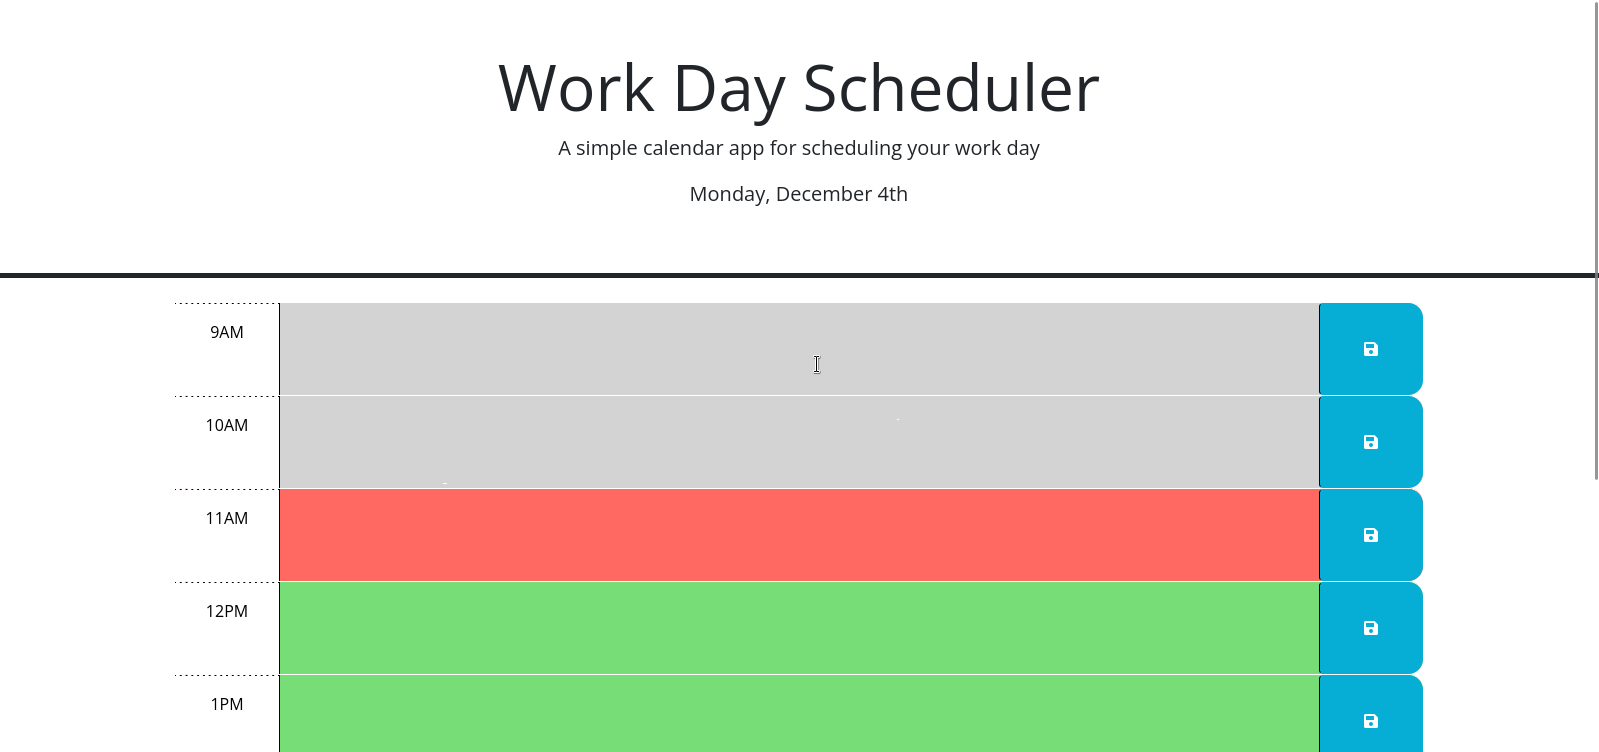 Work Day Scheduler
A simple calendar app for scheduling your work day
Monday, December 4th
9AM
10AM
11AM
12PM
1PM